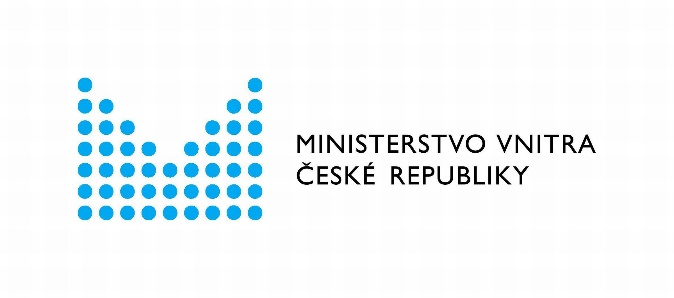 MINISTERSTVO VNITRA
ČESKÉ REPUBLIKY